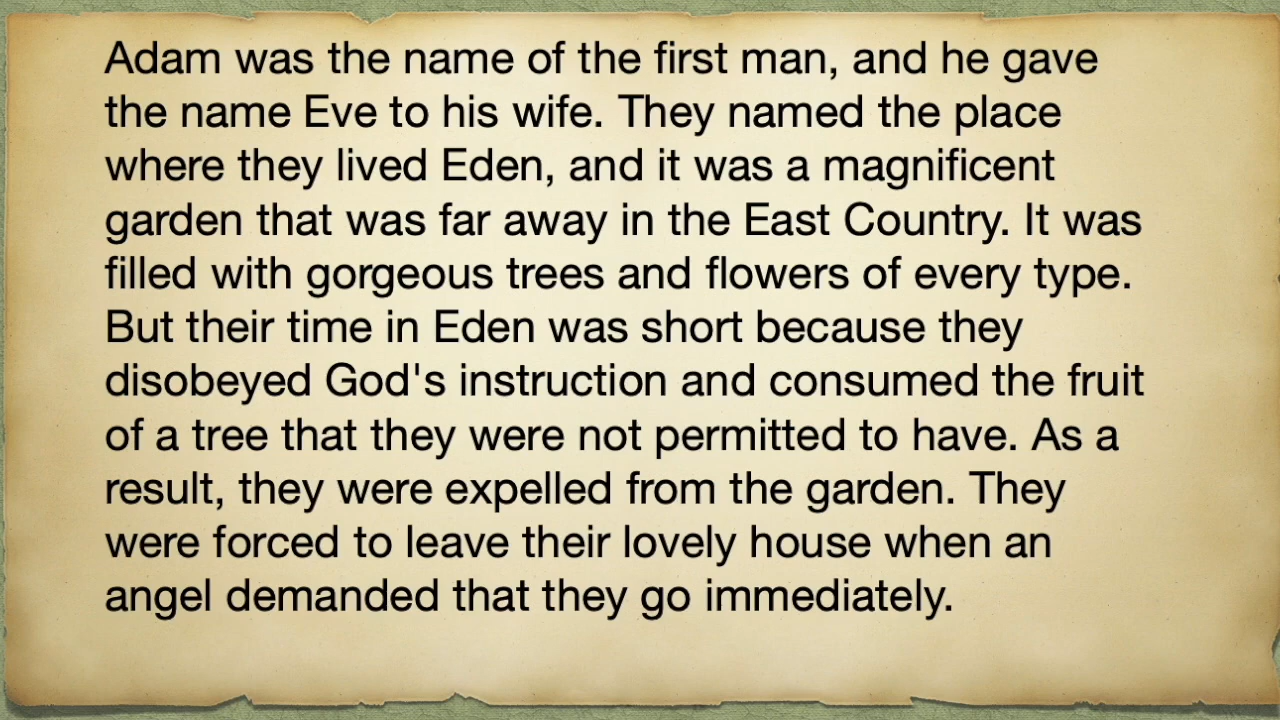 Adam was the name of the first man, and he gave
the name Eve to his wife. They named the place
where they lived Eden, and it was a magnificent
garden that was far away in the East Country. It was
filled with gorgeous trees and flowers of every type.
But their time in Eden was short because they
disobeyed God's instruction and consumed the fruit
of a tree that they were not permitted to have. As a
result, they were expelled from the garden. They
were forced to leave their lovely house when an
angel demanded that they go immediately.